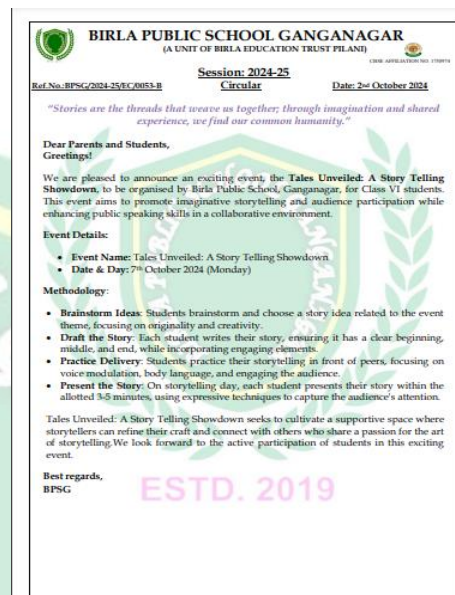 BIRLA PUBLIC SCHOOL GANGANAGAR
(A UNIT OF BIRLA EDUCATION TRUST PILANI)
CBSE AFFILIATION NO. 1730974
Session: 2024-25
Ref.No.:BPSG/2024-25/EC/0053-B Circular Date: 2nd October 2024
"Stories are the threads that weave us together; through imagination and shared
experience, we find our common humanity."
Dear Parents and Students,
Greetings!
We are pleased to announce an exciting event, the Tales Unveiled: A Story Telling
Showdown, to be organised by Birla Public School, Ganganagar, for Class VI students.
This event aims to promote imaginative storytelling and audience participation while
enhancing public speaking skills in a collaborative environment.
Event Details:
• Event Name: Tales Unveiled: A Story Telling Showdown
• Date & Day: 7th October 2024 (Monday)
Methodology:
• Brainstorm Ideas: Students brainstorm and choose a story idea related to the event
theme, focusing on originality and creativity.
• Draft the Story: Each student writes their story, ensuring it has a clear beginning,
middle, and end, while incorporating engaging elements.
• Practice Delivery: Students practice their storytelling in front of peers, focusing on
voice modulation, body language, and engaging the audience.
• Present the Story: On storytelling day, each student presents their story within the
allotted 3-5 minutes, using expressive techniques to capture the audience's attention.
Tales Unveiled: A Story Telling Showdown seeks to cultivate a supportive space where
storytellers can refine their craft and connect with others who share a passion for the art
of storytelling.We look forward to the active participation of students in this exciting
event.
Best regards,
BPSG
ESTD. 2019